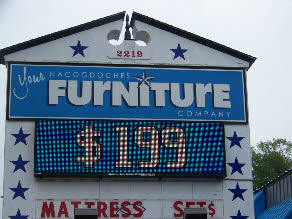 2219
Your
NACOGDOCHES
FURNITURE
COMPANY
$199
MATTRESS SETS